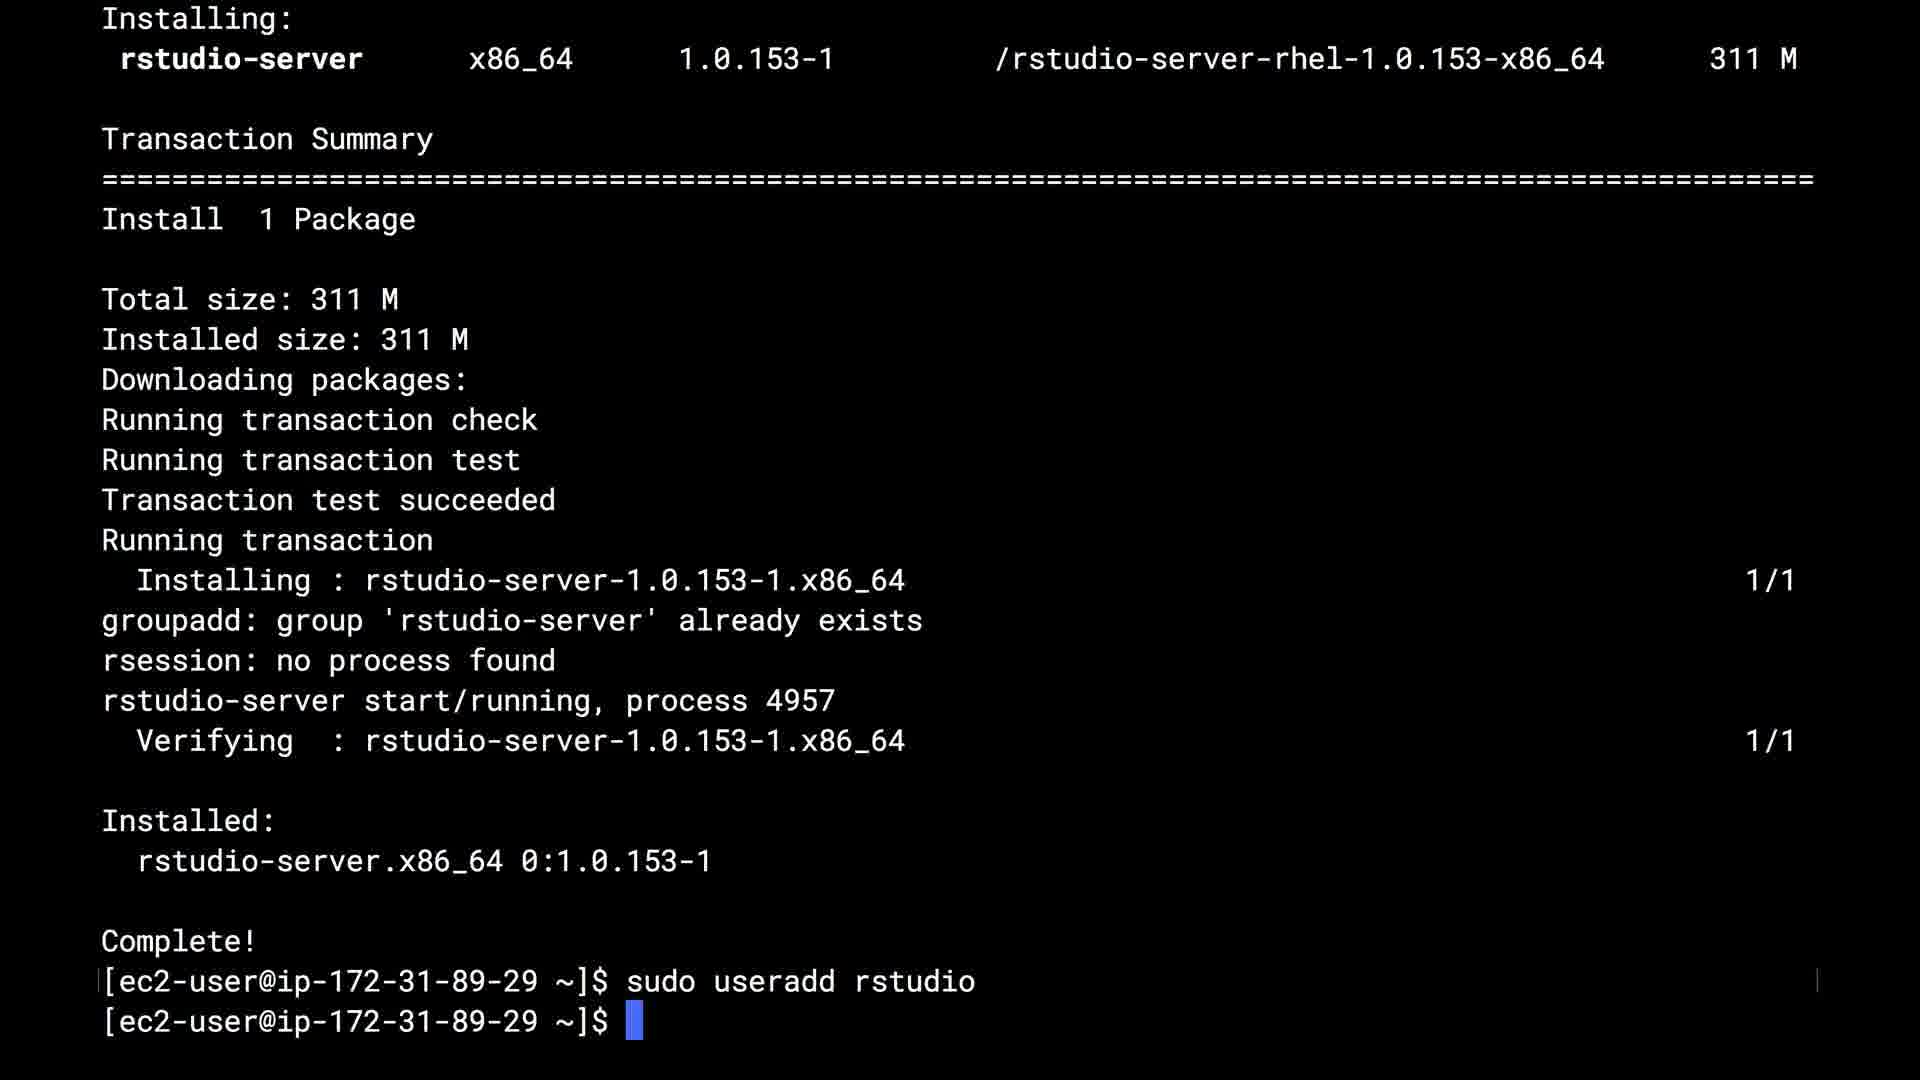 Installing:
 rstudio-server      x86_64      1.0.153-1         /rstudio-server-rhel-1.0.153-x86_64      311 M

Transaction Summary
==================================================================================================
Install  1 Package

Total size: 311 M
Installed size: 311 M
Downloading packages:
Running transaction check
Running transaction test
Transaction test succeeded
Running transaction
  Installing : rstudio-server-1.0.153-1.x86_64                                                1/1
groupadd: group 'rstudio-server' already exists
rsession: no process found
rstudio-server start/running, process 4957
  Verifying  : rstudio-server-1.0.153-1.x86_64                                                1/1

Installed:
  rstudio-server.x86_64 0:1.0.153-1

Complete!
[ec2-user@ip-172-31-89-29 ~]$ sudo useradd rstudio
[ec2-user@ip-172-31-89-29 ~]$